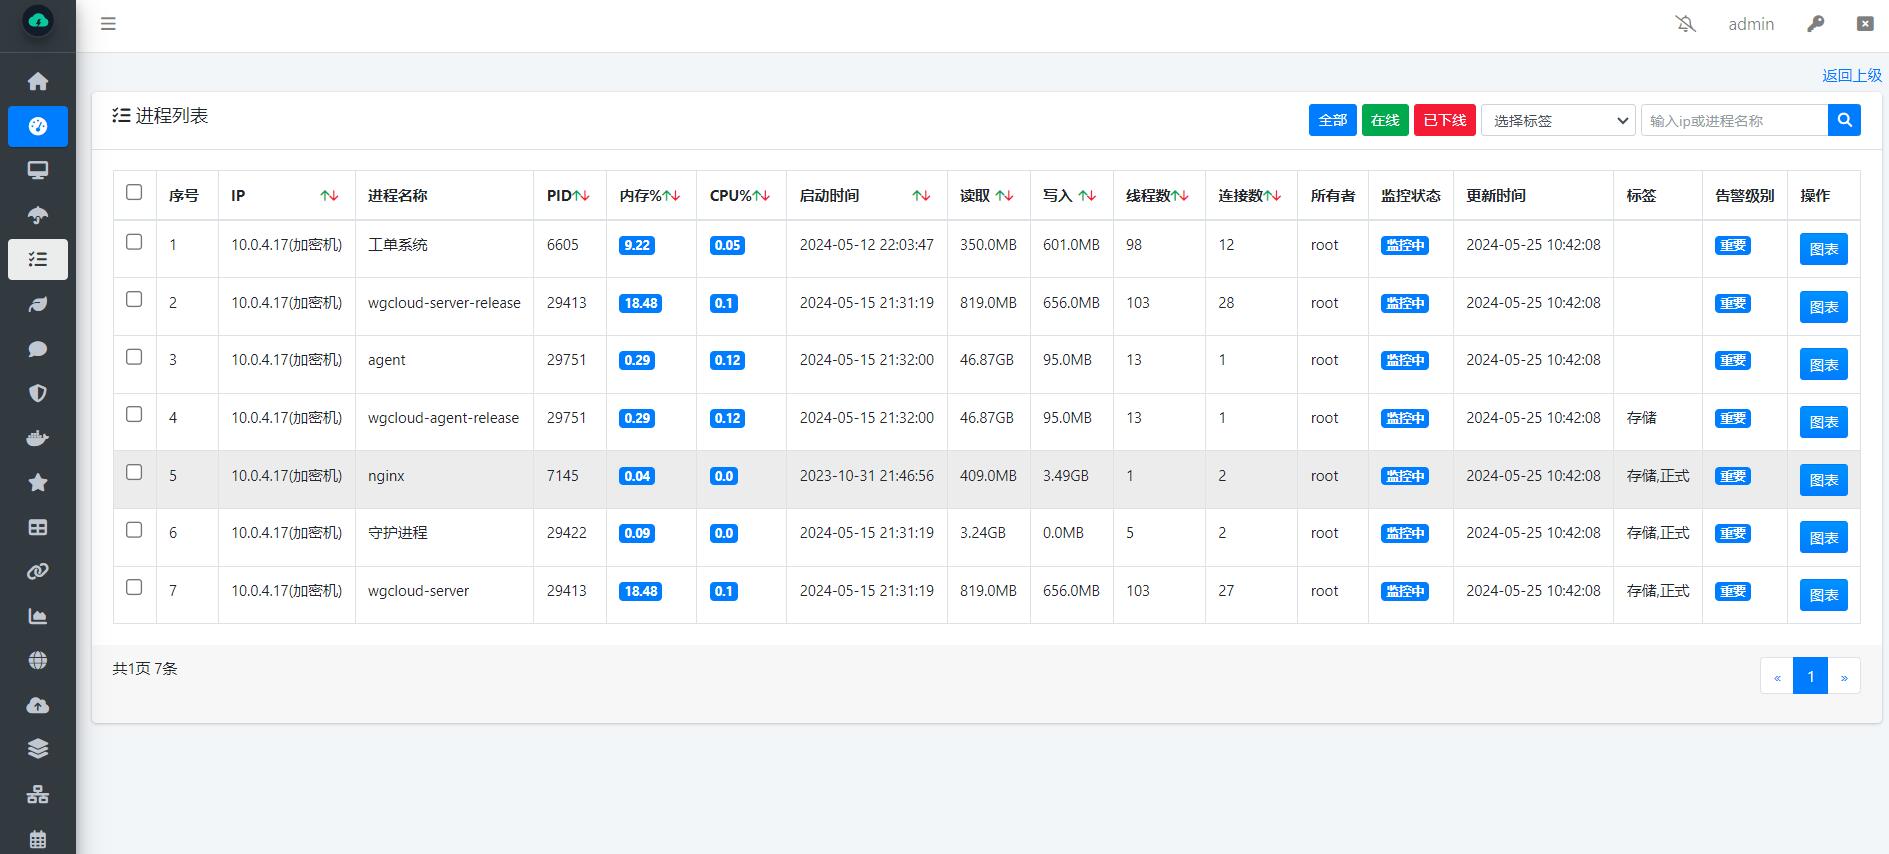 admin
返回上级
进程列表
全部 在线 已下线 选择标签 输入ip或进程名称
序号 IP 进程名称 PID 内存% CPU% 启动时间 读取 写入 线程数 连接数 所有者 监控状态 更新时间 标签 告警级别 操作
1 10.0.4.17(加密机) 工单系统 6605 9.22 0.05 2024-05-12 22:03:47 350.0MB 601.0MB 98 12 root 监控中 2024-05-25 10:42:08 重要 图表
2 10.0.4.17(加密机) wgcloud-server-release 29413 18.48 0.1 2024-05-15 21:31:19 819.0MB 656.0MB 103 28 root 监控中 2024-05-25 10:42:08 重要 图表
3 10.0.4.17(加密机) agent 29751 0.29 0.12 2024-05-15 21:32:00 46.87GB 95.0MB 13 1 root 监控中 2024-05-25 10:42:08 重要 图表
4 10.0.4.17(加密机) wgcloud-agent-release 29751 0.29 0.12 2024-05-15 21:32:00 46.87GB 95.0MB 13 1 root 监控中 2024-05-25 10:42:08 存储 重要 图表
5 10.0.4.17(加密机) nginx 7145 0.04 0.0 2023-10-31 21:46:56 409.0MB 3.49GB 1 2 root 监控中 2024-05-25 10:42:08 存储,正式 重要 图表
6 10.0.4.17(加密机) 守护进程 29422 0.09 0.0 2024-05-15 21:31:19 3.24GB 0.0MB 5 2 root 监控中 2024-05-25 10:42:08 存储,正式 重要 图表
7 10.0.4.17(加密机) wgcloud-server 29413 18.48 0.1 2024-05-15 21:31:19 819.0MB 656.0MB 103 27 root 监控中 2024-05-25 10:42:08 存储,正式 重要 图表
共1页 7条 « 1 »